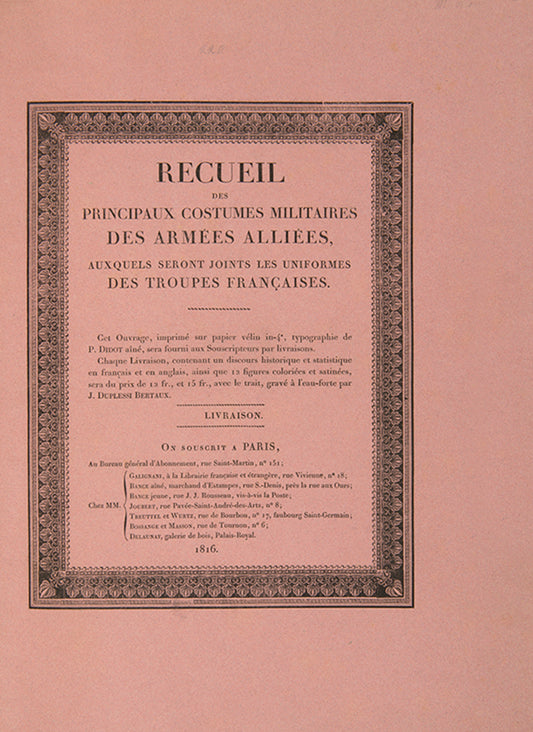 RECUEIL
DES
PRINCIPAUX COSTUMES MILITAIRES
DES ARMÉES ALLIÉES,
AUXQUELS SERONT JOINTS LES UNIFORMES
DES TROUPES FRANÇAISES.
Cet Ouvrage, imprimé sur papier vélin in-4°, typographie de
P. DIDOT aîné, sera fourni aux Souscripteurs par livraisons.
Chaque Livraison, contenant un discours historique et statistique
en français et en anglais, ainsi que 12 figures coloriées et satinées,
sera du prix de 12 fr., et 15 fr., avec le trait, gravé à l'eau-forte par
J. DUPLESSI BERTAUX.
LIVRAISON.
ON SOUSCRIT A PARIS,
Au Bureau général d'Abonnement, rue Saint-Martin, n° 151;
GALIGNANI, à la Librairie française et étrangère, rue Vivienne, n° 18;
BANCE aîné, marchand d'Estampes, rue S.-Denis, près la rue aux Ours;
BANCE jeune, rue J. J. Rousseau, vis-à-vis la Poste;
Chez MM. JOUBERT, rue Pavée-Saint-André-des-Arts, n° 8;
TREUTTEL et WURTZ, rue de Bourbon, n° 17, faubourg Saint-Germain;
BOSSANGE et MASSON, rue de Tournon, n° 6;
DELAUNAY, galerie de bois, Palais-Royal.
1816.